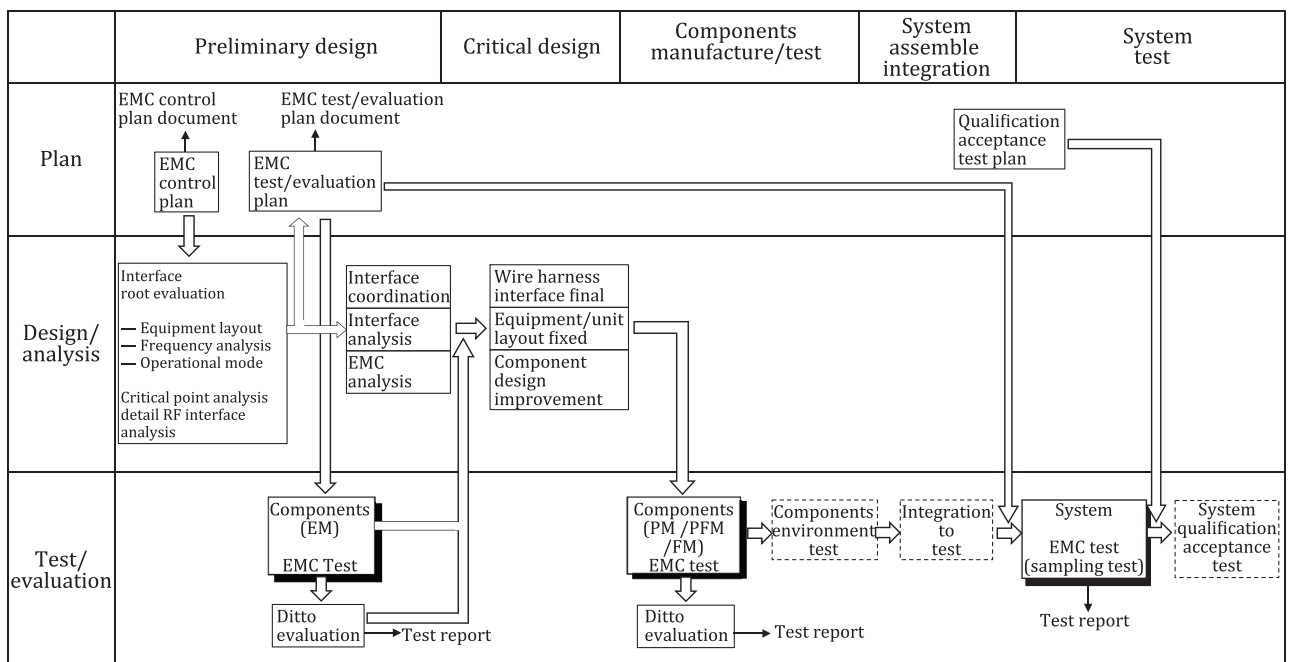 Preliminary design
Critical design
Components
manufacture/test
System
assemble
integration
System
test
Plan
EMC control
plan document
EMC test/evaluation
plan document
EMC
control
plan
EMC
test/evaluation
plan
Qualification
acceptance
test plan
Design/
analysis
Interface
root evaluation
— Equipment layout
— Frequency analysis
— Operational mode
Critical point analysis
detail RF interface
analysis
Interface
coordination
Interface
analysis
EMC
analysis
Wire harness
interface final
Equipment/unit
layout fixed
Component
design
improvement
Test/
evaluation
Components
(EM)
EMC Test
Ditto
evaluation
Test report
Components
(PM /PFM
/FM)
EMC test
Ditto
evaluation
Test report
Components
environment
test
Integration
to
test
System
EMC test
(sampling test)
Test report
System
qualification
acceptance
test